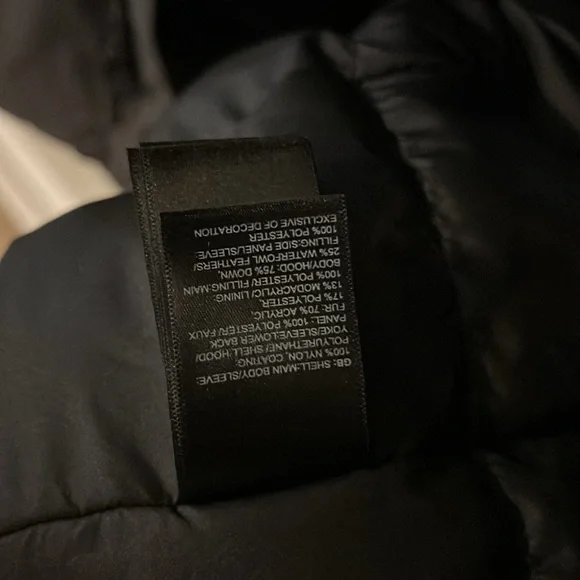 GB: SHELL:MAIN BODY/SLEEVE:
100% NYLON, COATING:
POLYURETHANE/ SHELL:HOOD/
YOKE/SLEEVE/LOWER BACK
PANEL: 100% POLYESTER/ FAUX
FUR: 70% ACRYLIC,
17% POLYESTER,
13% MODACRYLIC/ LINING:
100% POLYESTER/ FILLING:MAIN
BODY/HOOD: 75% DOWN,
25% WATERFOWL FEATHERS/
FILLING:SIDE PANEL/SLEEVE:
100% POLYESTER
EXCLUSIVE OF DECORATION